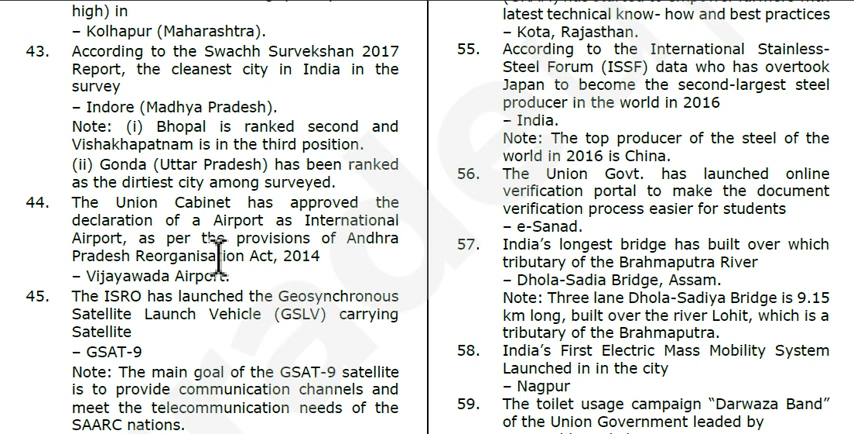 high) in
– Kolhapur (Maharashtra).
43. According to the Swachh Survekshan 2017
Report, the cleanest city in India in the
survey
– Indore (Madhya Pradesh).
Note: (i) Bhopal is ranked second and
Vishakhapatnam is in the third position.
(ii) Gonda (Uttar Pradesh) has been ranked
as the dirtiest city among surveyed.
44. The Union Cabinet has approved the
declaration of a Airport as International
Airport, as per the provisions of Andhra
Pradesh Reorganisation Act, 2014
– Vijayawada Airport.
45. The ISRO has launched the Geosynchronous
Satellite Launch Vehicle (GSLV) carrying
Satellite
– GSAT-9
Note: The main goal of the GSAT-9 satellite
is to provide communication channels and
meet the telecommunication needs of the
SAARC nations.
latest technical know- how and best practices
– Kota, Rajasthan.
55. According to the International Stainless-
Steel Forum (ISSF) data who has overtook
Japan to become the second-largest steel
producer in the world in 2016
– India.
Note: The top producer of the steel of the
world in 2016 is China.
56. The Union Govt. has launched online
verification portal to make the document
verification process easier for students
– e-Sanad.
57. India's longest bridge has built over which
tributary of the Brahmaputra River
– Dhola-Sadia Bridge, Assam.
Note: Three lane Dhola-Sadiya Bridge is 9.15
km long, built over the river Lohit, which is a
tributary of the Brahmaputra.
58. India's First Electric Mass Mobility System
Launched in in the city
– Nagpur
59. The toilet usage campaign "Darwaza Band"
of the Union Government leaded by